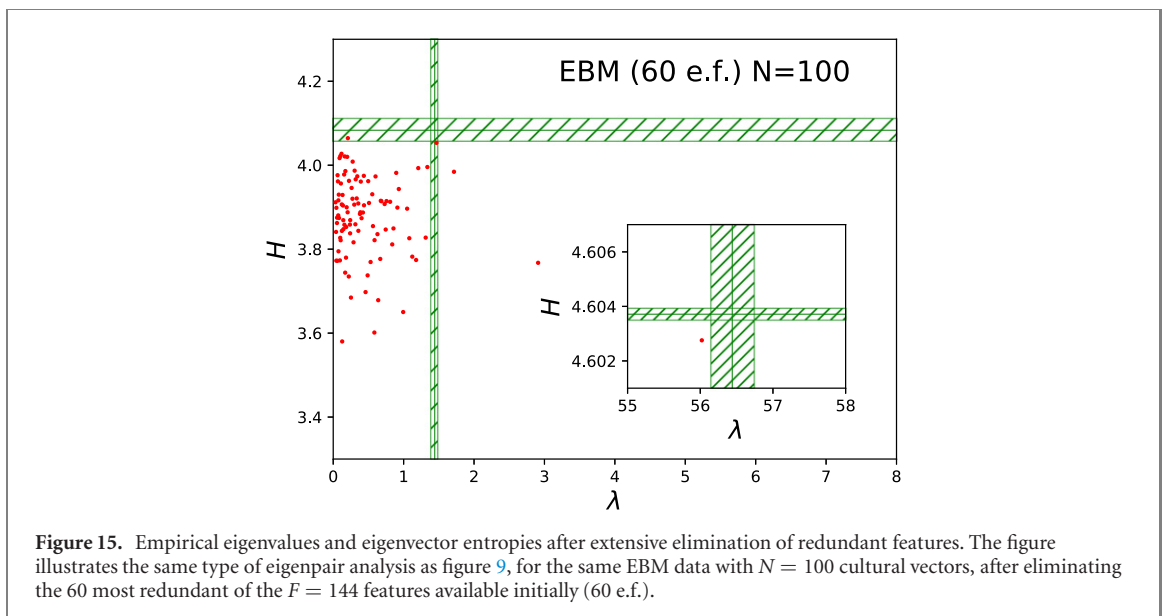 EBM (60 e.f.) N=100
4.2
4.0
3.8
3.6
3.4
H
0 1 2 3 4 5 6 7 8
λ
4.606
4.604
4.602
H
55 56 57 58
λ
Figure 15. Empirical eigenvalues and eigenvector entropies after extensive elimination of redundant features. The figure
illustrates the same type of eigenpair analysis as figure 9, for the same EBM data with N = 100 cultural vectors, after eliminating
the 60 most redundant of the F = 144 features available initially (60 e.f.).